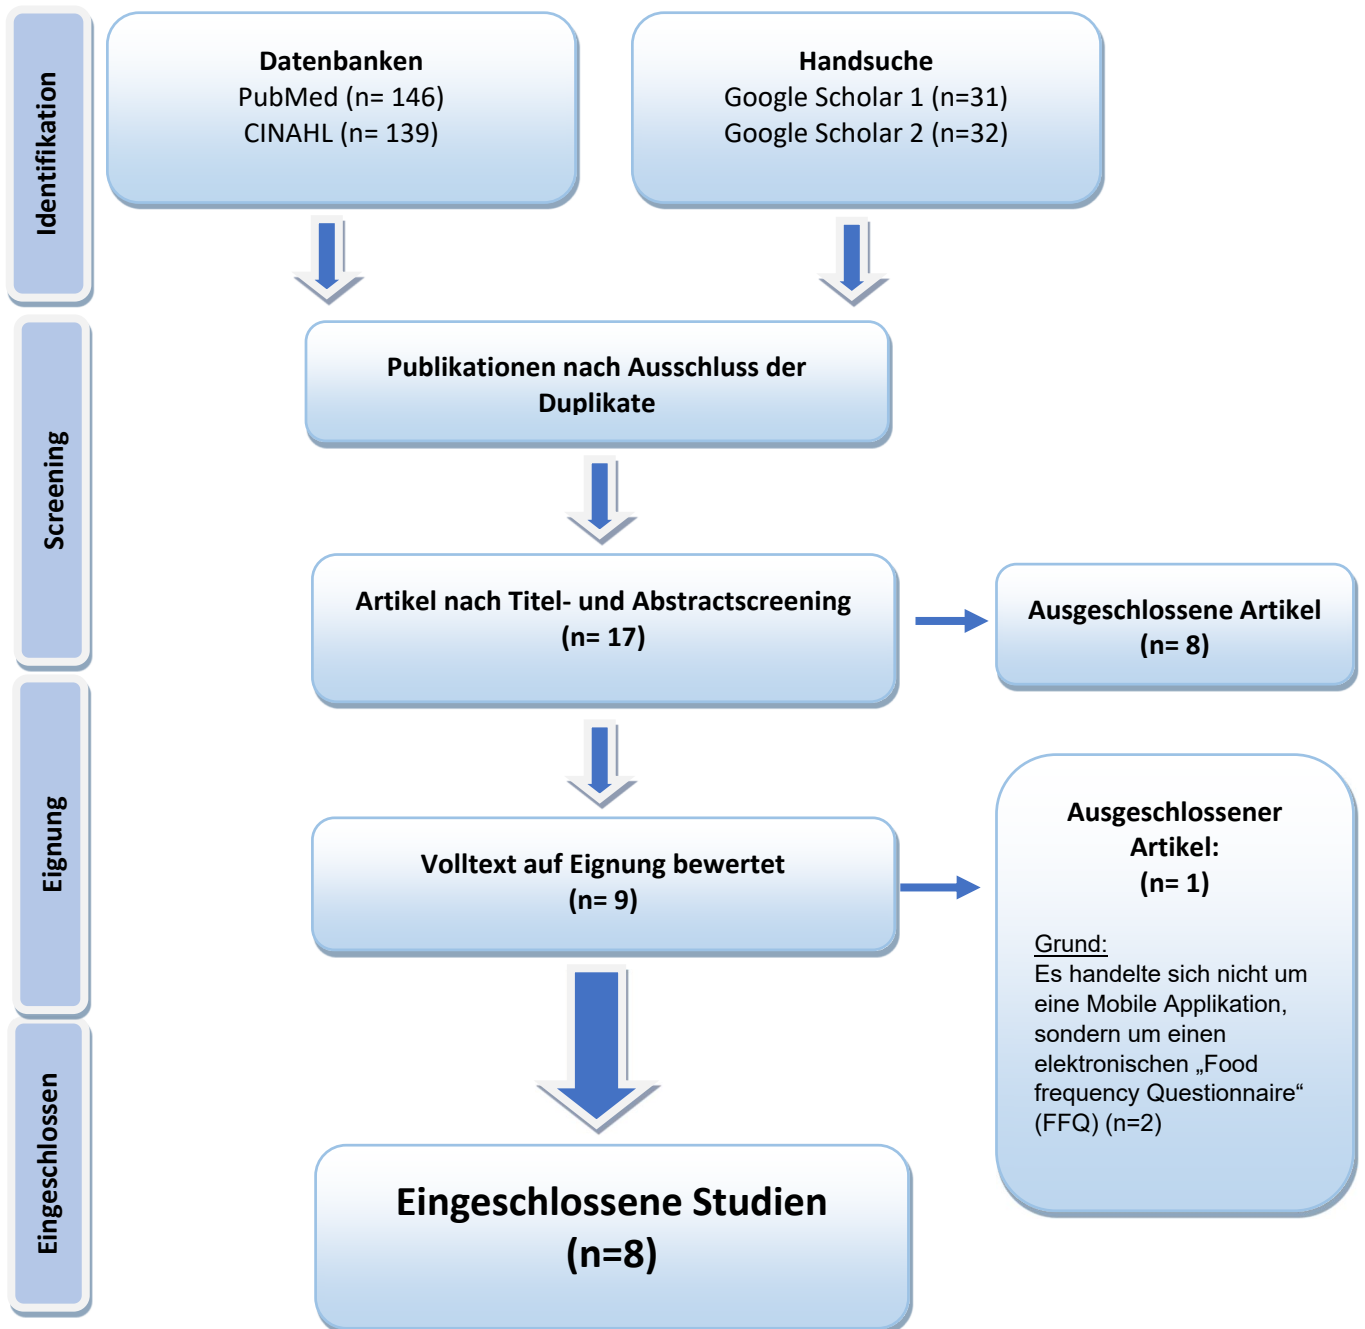 Identifikation
Datenbanken
PubMed (n= 146)
CINAHL (n= 139)
Handsuche
Google Scholar 1 (n=31)
Google Scholar 2 (n=32)
Screening
Publikationen nach Ausschluss der
Duplikate
Artikel nach Titel- und Abstractscreening
(n= 17)
Ausgeschlossene Artikel
(n= 8)
Eignung
Volltext auf Eignung bewertet
(n= 9)
Ausgeschlossener
Artikel:
(n= 1)
Grund:
Es handelte sich nicht um
eine Mobile Applikation,
sondern um einen
elektronischen „Food
frequency Questionnaire“
(FFQ) (n=2)
Eingeschlossen
Eingeschlossene Studien
(n=8)